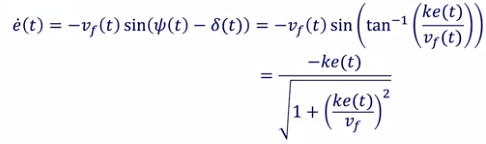 ė(t) = −v_f(t) sin(ψ(t) − δ(t)) = −v_f(t) sin(tan⁻¹(ke(t)/v_f(t)))
= −ke(t) / √(1 + (ke(t)/v_f)²)